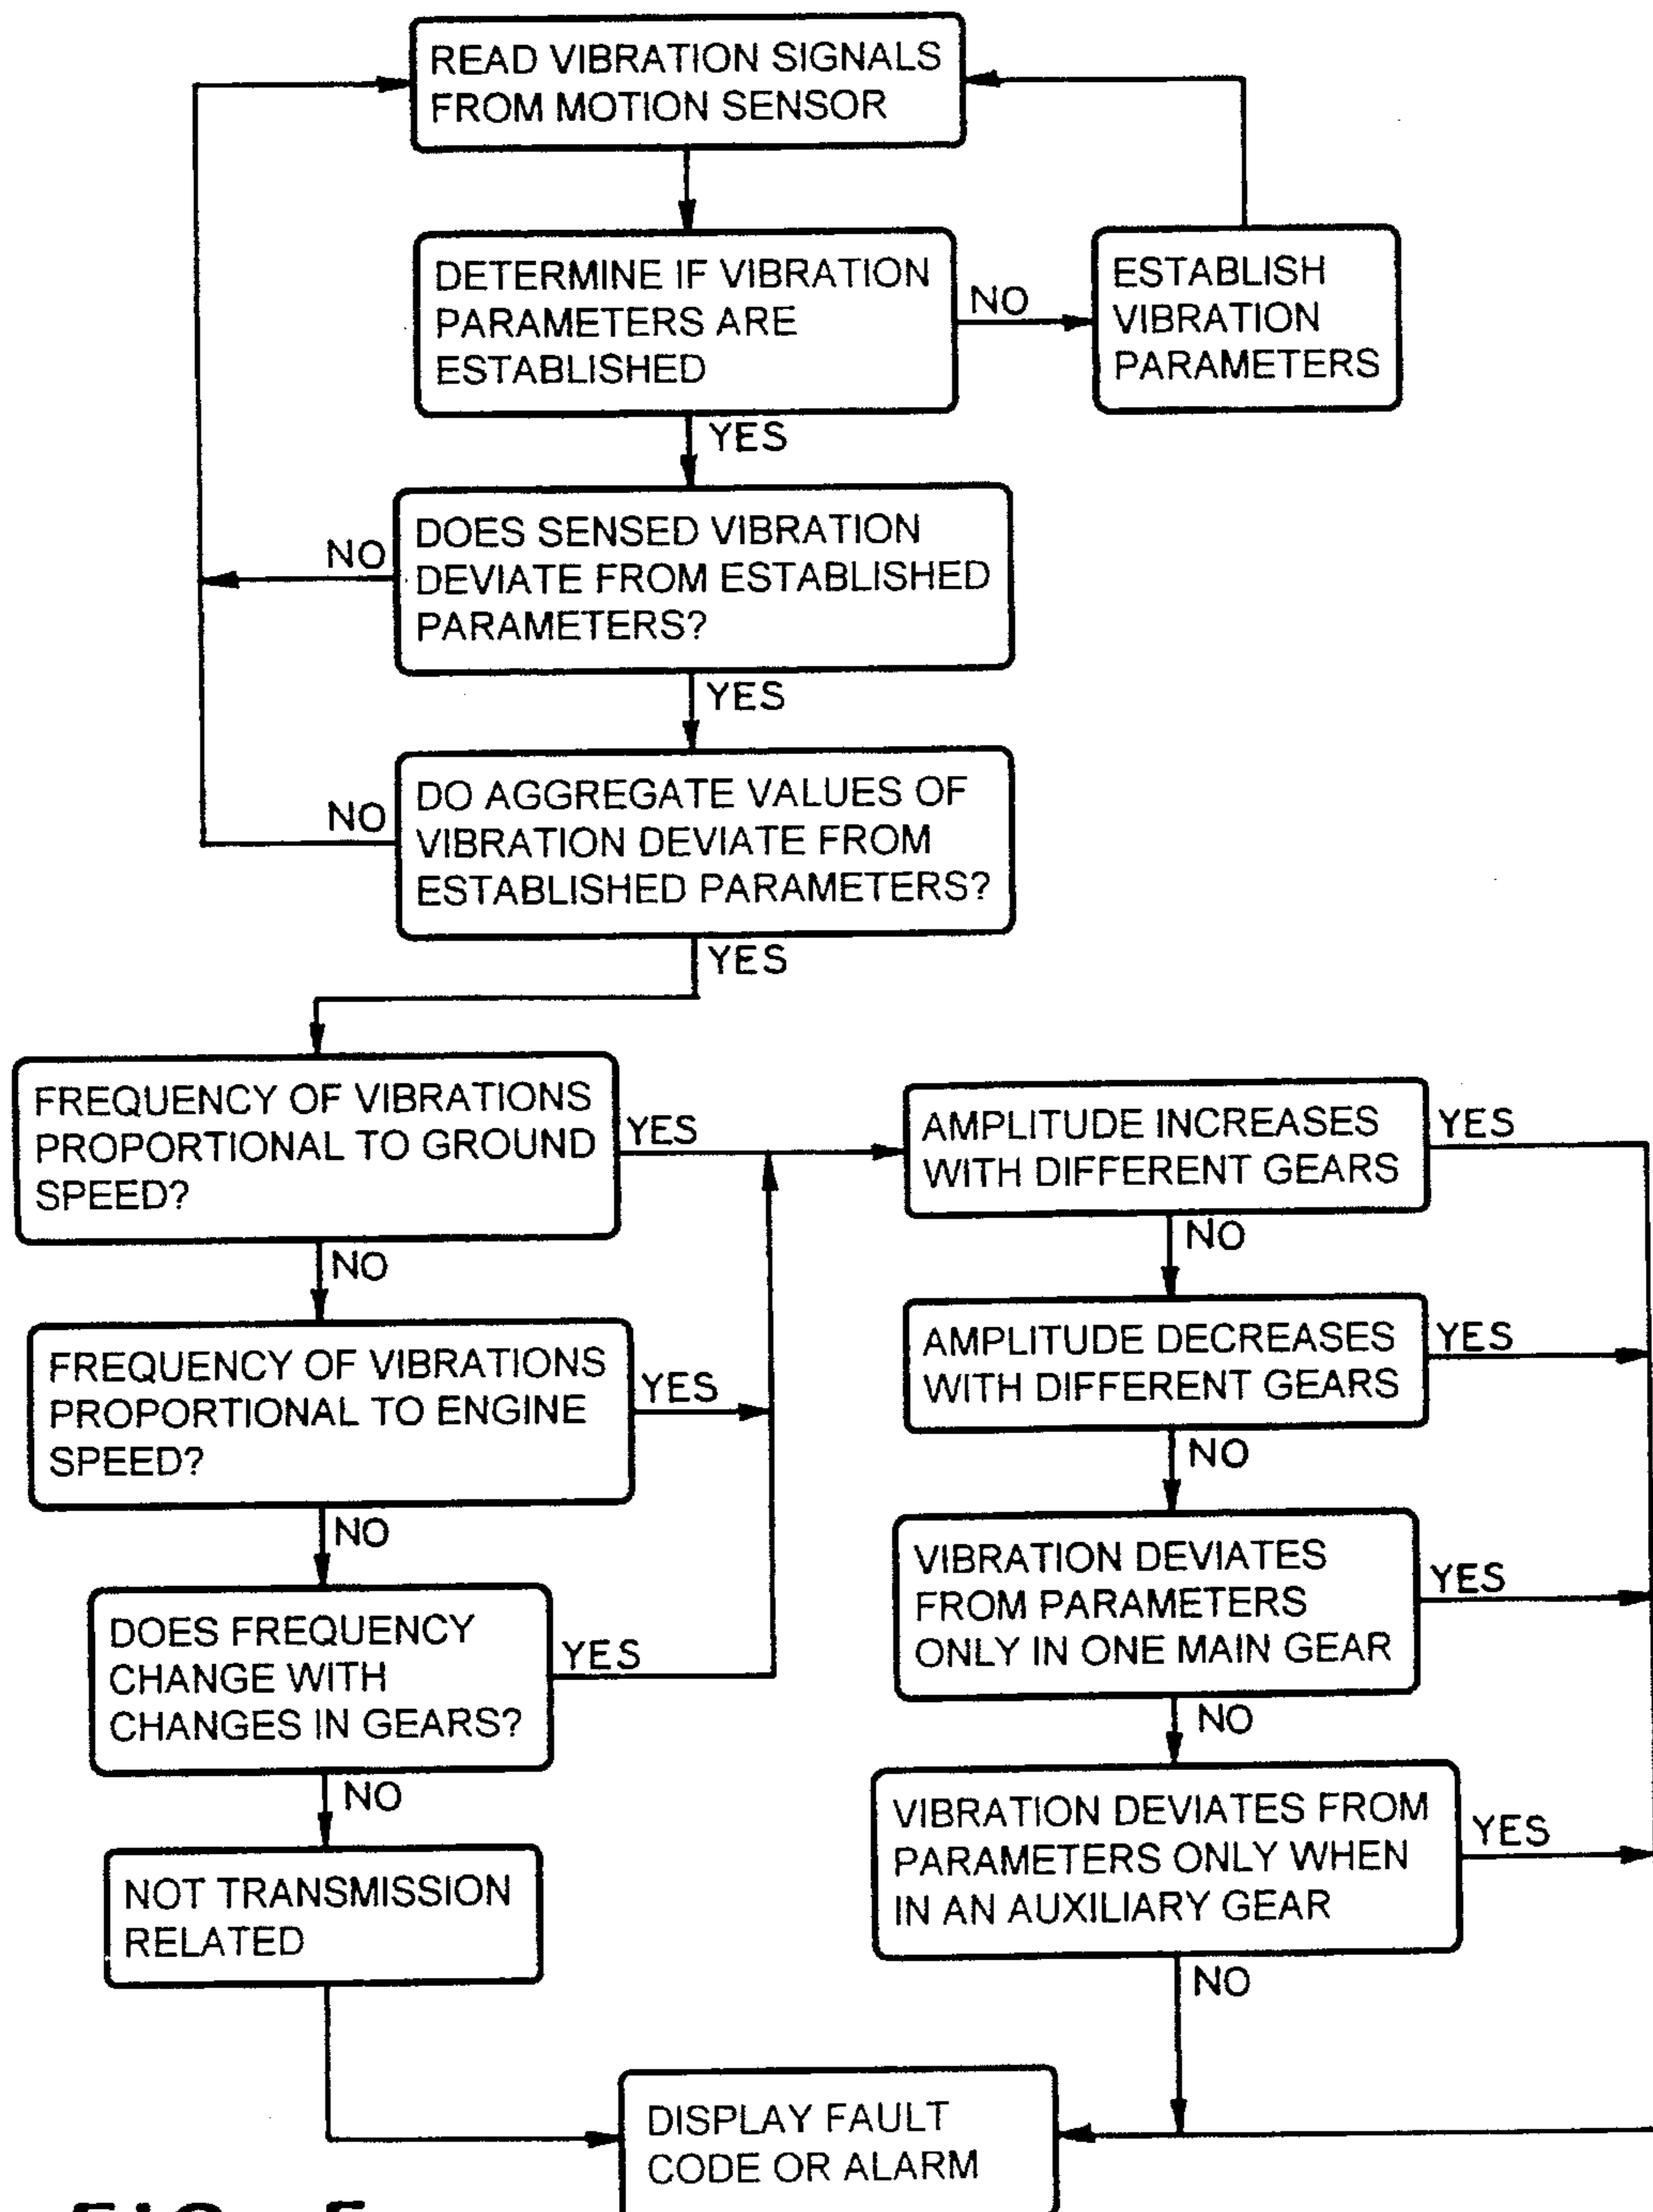 READ VIBRATION SIGNALS
FROM MOTION SENSOR
DETERMINE IF VIBRATION
PARAMETERS ARE
ESTABLISHED
NO
ESTABLISH
VIBRATION
PARAMETERS
YES
DOES SENSED VIBRATION
DEVIATE FROM ESTABLISHED
PARAMETERS?
NO
YES
DO AGGREGATE VALUES OF
VIBRATION DEVIATE FROM
ESTABLISHED PARAMETERS?
NO
YES
FREQUENCY OF VIBRATIONS
PROPORTIONAL TO GROUND
SPEED?
YES
NO
FREQUENCY OF VIBRATIONS
PROPORTIONAL TO ENGINE
SPEED?
YES
NO
DOES FREQUENCY
CHANGE WITH
CHANGES IN GEARS?
YES
NO
NOT TRANSMISSION
RELATED
AMPLITUDE INCREASES
WITH DIFFERENT GEARS
YES
NO
AMPLITUDE DECREASES
WITH DIFFERENT GEARS
YES
NO
VIBRATION DEVIATES
FROM PARAMETERS
ONLY IN ONE MAIN GEAR
YES
NO
VIBRATION DEVIATES FROM
PARAMETERS ONLY WHEN
IN AN AUXILIARY GEAR
YES
NO
DISPLAY FAULT
CODE OR ALARM